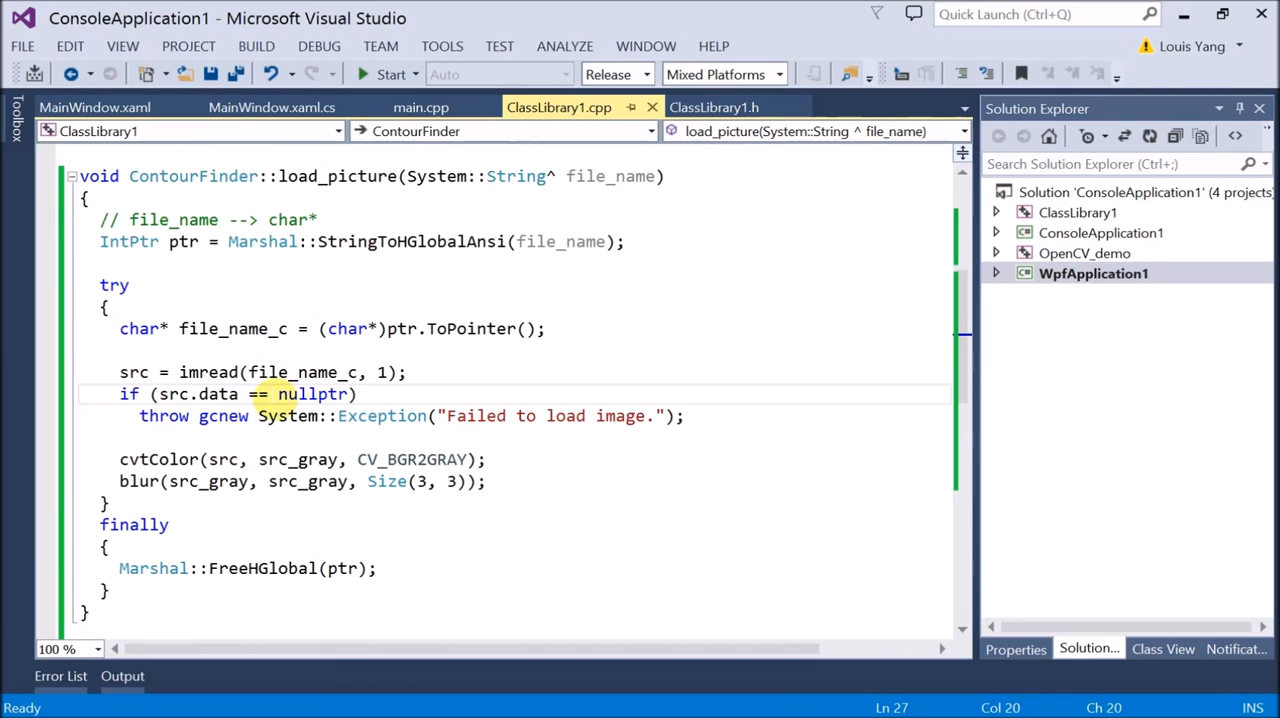 ConsoleApplication1 - Microsoft Visual Studio
Quick Launch (Ctrl+Q)
FILE EDIT VIEW PROJECT BUILD DEBUG TEAM TOOLS TEST ANALYZE WINDOW HELP
Louis Yang
Start Auto Release Mixed Platforms
Toolbox
MainWindow.xaml MainWindow.xaml.cs main.cpp ClassLibrary1.cpp ClassLibrary1.h
ClassLibrary1 ContourFinder load_picture(System::String ^ file_name)
void ContourFinder::load_picture(System::String^ file_name)
{
// file_name --> char*
IntPtr ptr = Marshal::StringToHGlobalAnsi(file_name);
try
{
char* file_name_c = (char*)ptr.ToPointer();
src = imread(file_name_c, 1);
if (src.data == nullptr)
throw gcnew System::Exception("Failed to load image.");
cvtColor(src, src_gray, CV_BGR2GRAY);
blur(src_gray, src_gray, Size(3, 3));
}
finally
{
Marshal::FreeHGlobal(ptr);
}
}
100 %
Solution Explorer
Search Solution Explorer (Ctrl+;)
Solution 'ConsoleApplication1' (4 projects)
ClassLibrary1
ConsoleApplication1
OpenCV_demo
WpfApplication1
Properties Solution... Class View Notificat...
Error List Output
Ready Ln 27 Col 20 Ch 20 INS